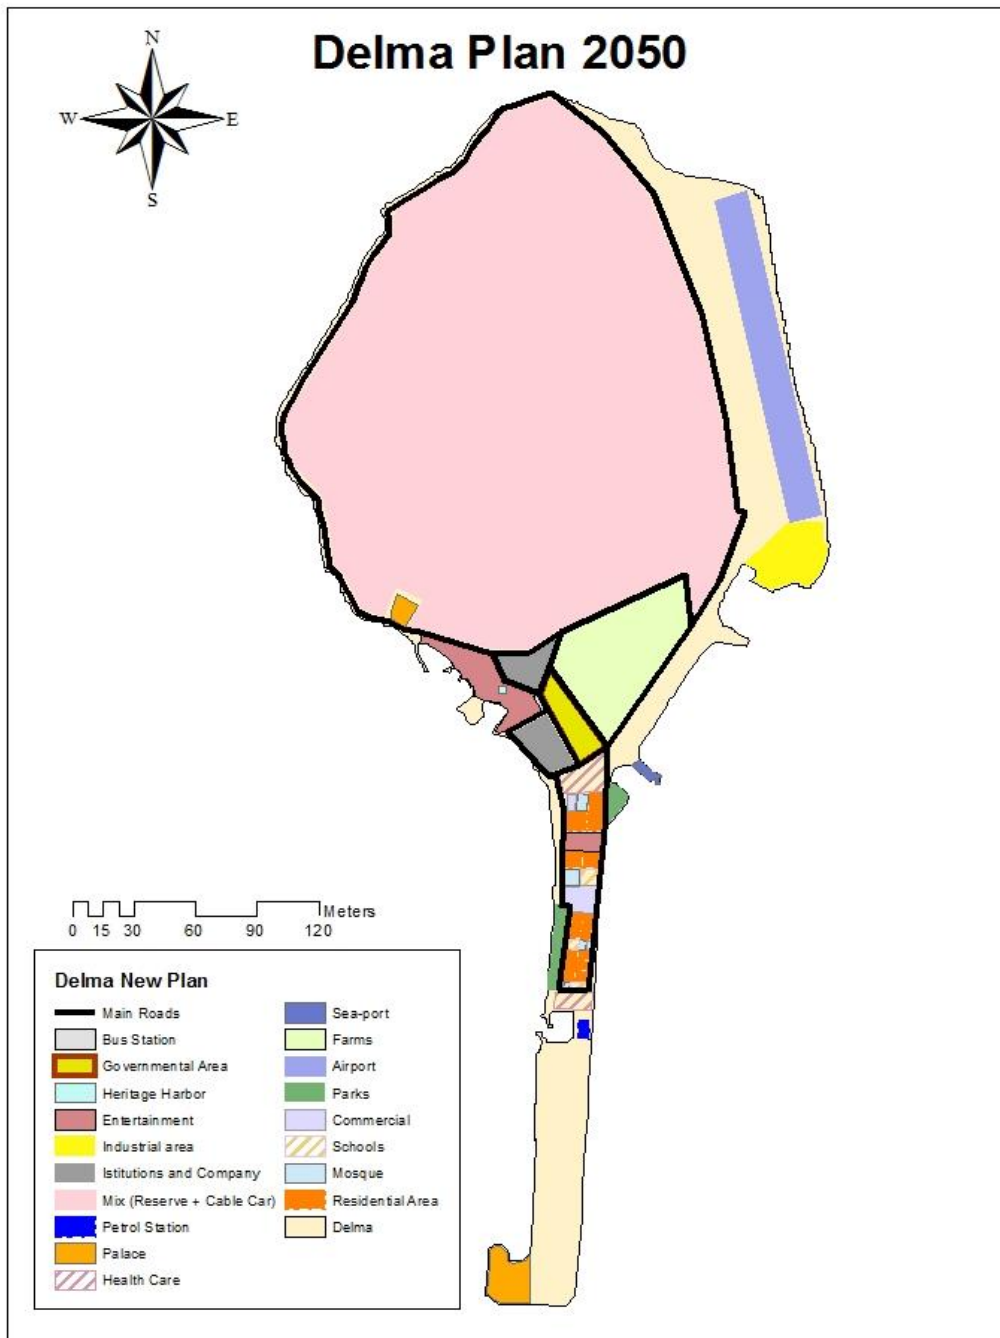 Delma Plan 2050
N
W
E
S
Meters
0 15 30 60 90 120
Delma New Plan
Main Roads
Bus Station
Governmental Area
Heritage Harbor
Entertainment
Industrial area
Istitutions and Company
Mix (Reserve + Cable Car)
Petrol Station
Palace
Health Care
Sea-port
Farms
Airport
Parks
Commercial
Schools
Mosque
Residential Area
Delma